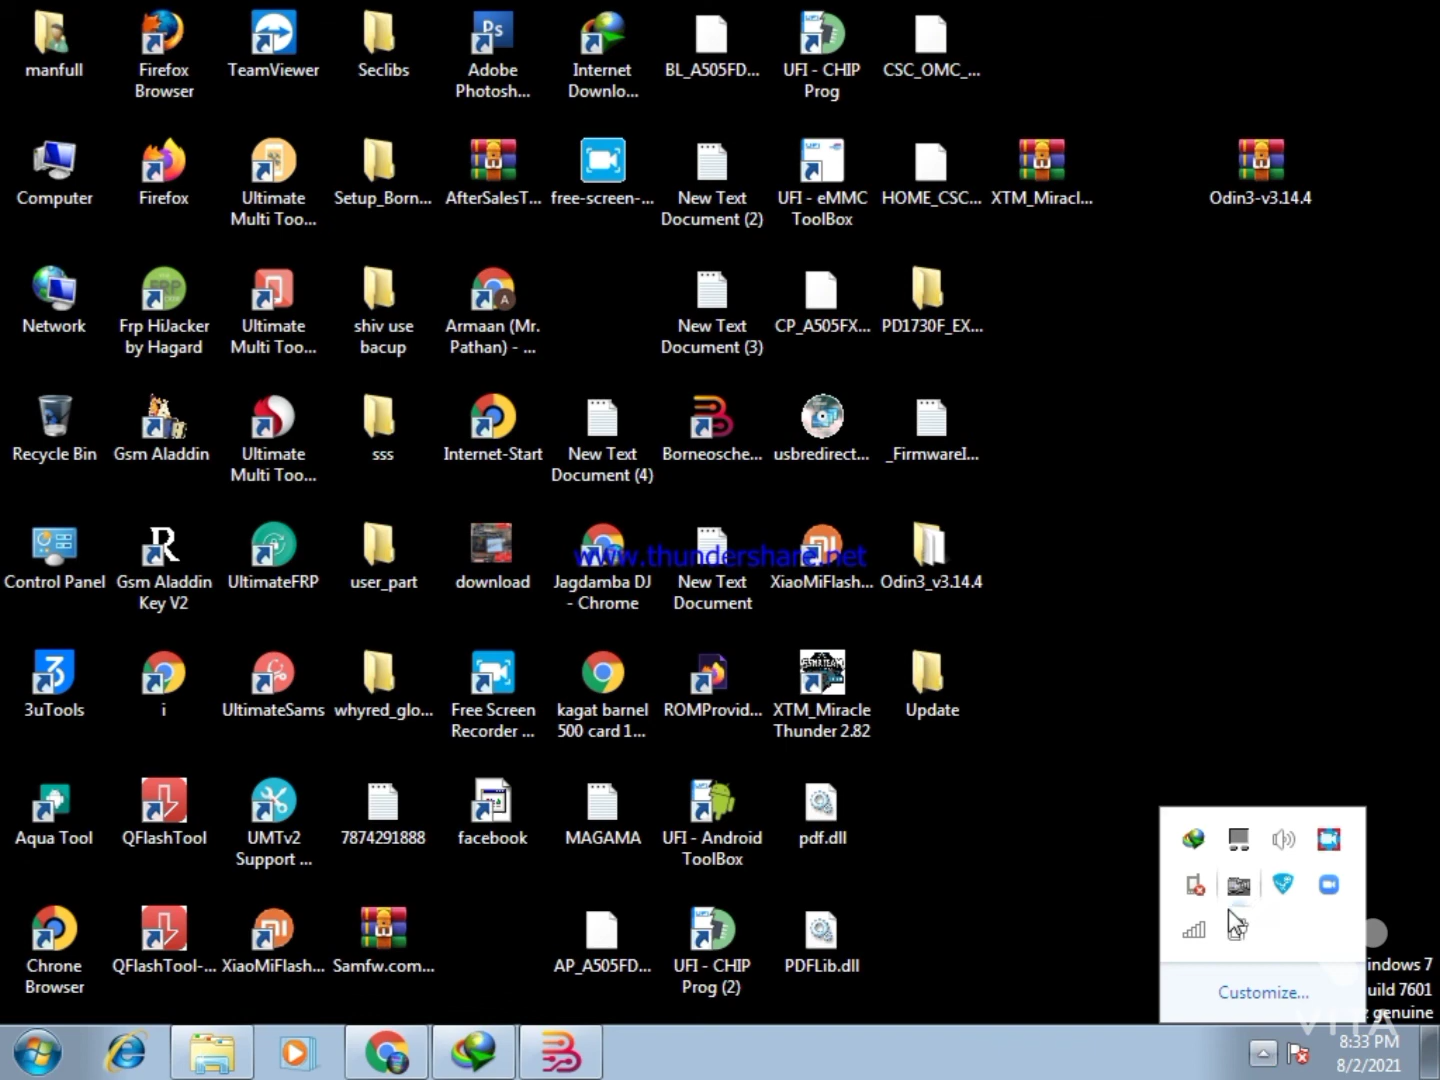 manfull
Firefox
Browser
TeamViewer
Seclibs
Ps
Adobe
Photosh...
Internet
Downlo...
BL_A505FD...
UFI - CHIP
Prog
CSC_OMC_...
Computer
Firefox
Ultimate
Multi Too...
Setup_Born...
AfterSalesT...
free-screen-...
New Text
Document (2)
UFI - eMMC
ToolBox
HOME_CSC...
XTM_Miracl...
Odin3-v3.14.4
Network
Frp HiJacker
by Hagard
Ultimate
Multi Too...
shiv use
bacup
A
Armaan (Mr.
Pathan) - ...
New Text
Document (3)
CP_A505FX...
PD1730F_EX...
Recycle Bin
Gsm Aladdin
Ultimate
Multi Too...
sss
Internet-Start
New Text
Document (4)
Borneosche...
usbredirect...
_FirmwareI...
www.thundershare.net
Control Panel
R
Gsm Aladdin
Key V2
UltimateFRP
user_part
download
Jagdamba DJ
- Chrome
New Text
Document
XiaoMiFlash...
Odin3_v3.14.4
3
3uTools
i
UltimateSams
whyred_glo...
Free Screen
Recorder ...
kagat barnel
500 card 1...
ROMProvid...
XTM_Miracle
Thunder 2.82
Update
Aqua Tool
QFlashTool
UMTv2
Support ...
7874291888
facebook
MAGAMA
UFI - Android
ToolBox
pdf.dll
Chrome
Browser
QFlashTool-...
XiaoMiFlash...
Samfw.com...
AP_A505FD...
UFI - CHIP
Prog (2)
PDFLib.dll
Customize...
indows 7
uild 7601
genuine
VITA
8:33 PM
8/2/2021